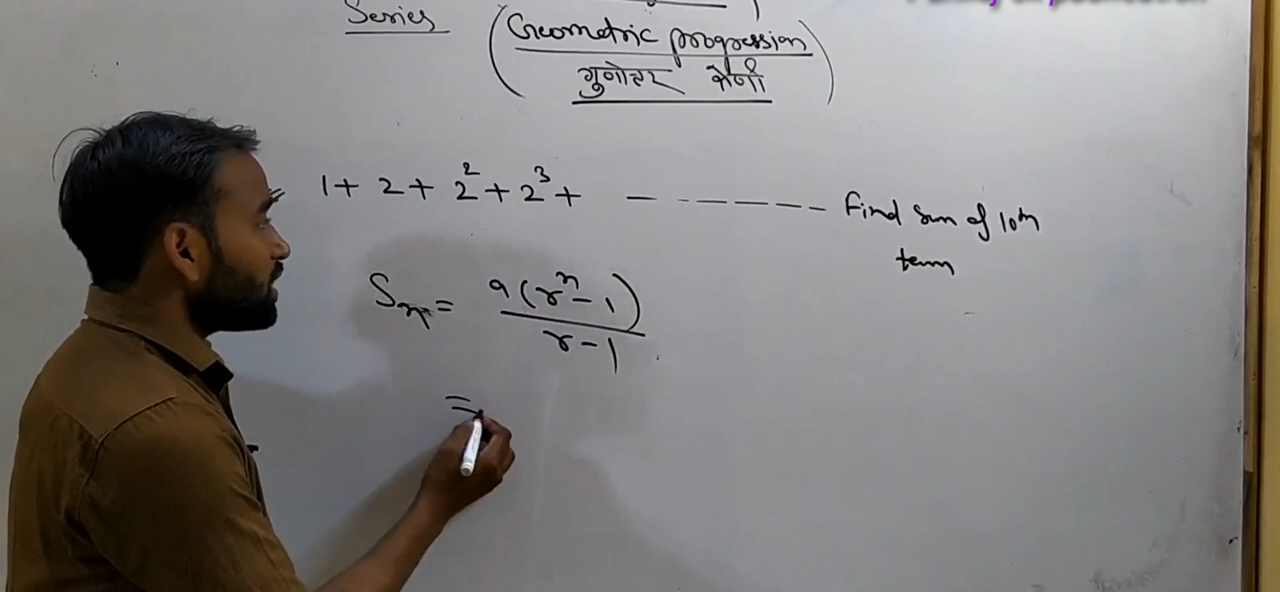 Series
(Geometric progression
गुणोत्तर श्रेणी)
1 + 2 + 2² + 2³ + — — — — — — Find sum of 10th
term
Sn = a(rⁿ - 1)
r - 1
=